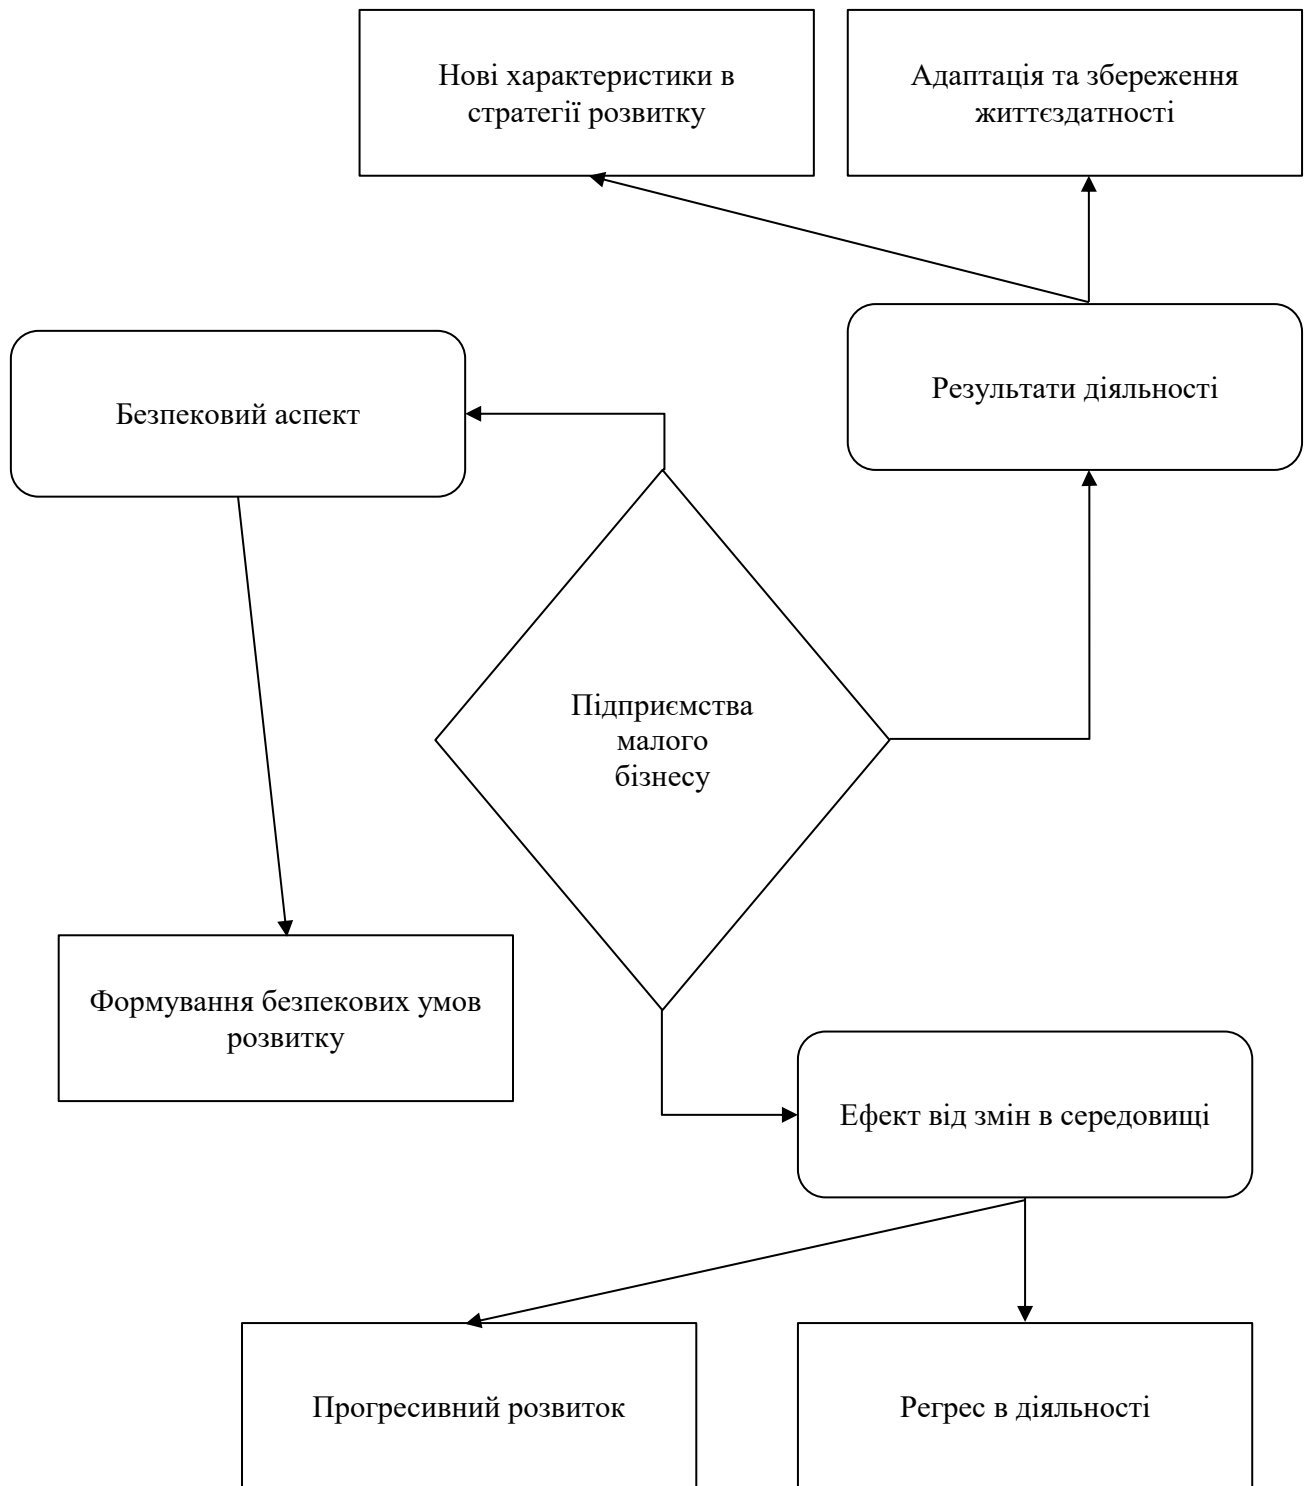 Нові характеристики в
стратегії розвитку
Адаптація та збереження
життєздатності
Результати діяльності
Безпековий аспект
Підприємства
малого
бізнесу
Формування безпекових умов
розвитку
Ефект від змін в середовищі
Прогресивний розвиток
Регрес в діяльності